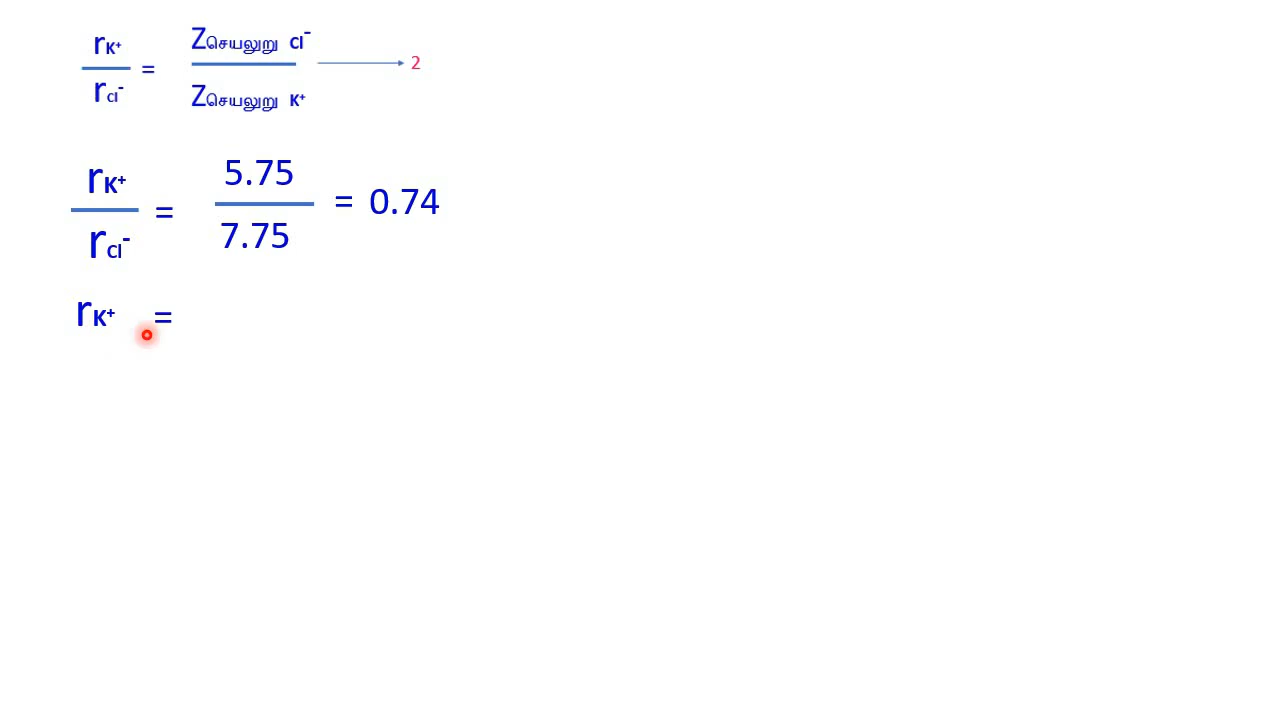 rK⁺ / rCl⁻ = Zசெயலுறு Cl⁻ / Zசெயலுறு K⁺ → 2
rK⁺ / rCl⁻ = 5.75 / 7.75 = 0.74
rK⁺ =